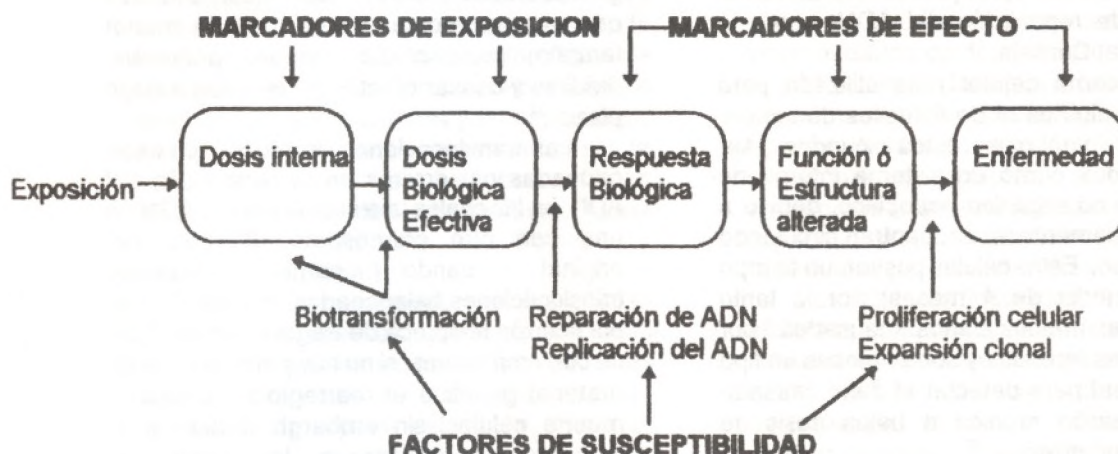 MARCADORES DE EXPOSICION MARCADORES DE EFECTO
Exposición
Dosis interna
Dosis
Biológica
Efectiva
Respuesta
Biológica
Función ó
Estructura
alterada
Enfermedad
Biotransformación
Reparación de ADN
Replicación del ADN
Proliferación celular
Expansión clonal
FACTORES DE SUSCEPTIBILIDAD